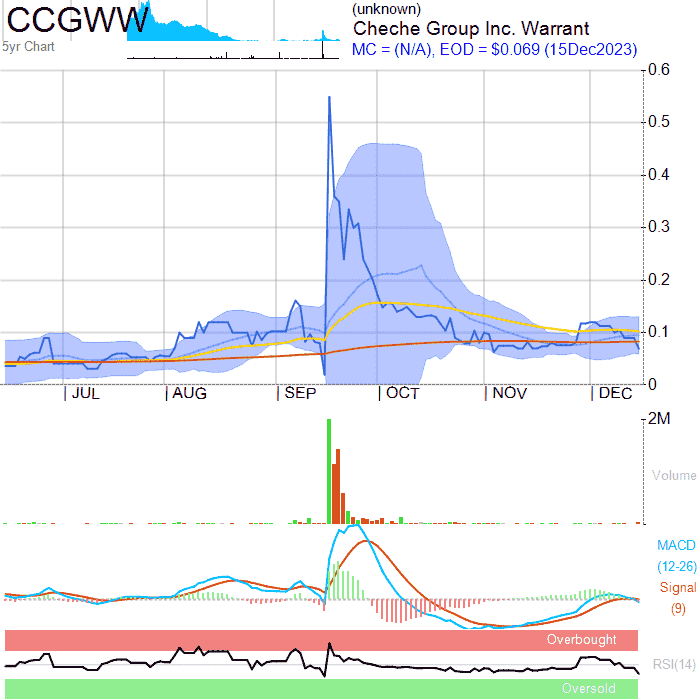 CCGWW
5yr Chart
(unknown)
Cheche Group Inc. Warrant
MC = (N/A), EOD = $0.069 (15Dec2023)
0.6
0.5
0.4
0.3
0.2
0.1
0
JUL
AUG
SEP
OCT
NOV
DEC
2M
Volume
MACD
(12-26)
Signal
(9)
Overbought
RSI(14)
Oversold